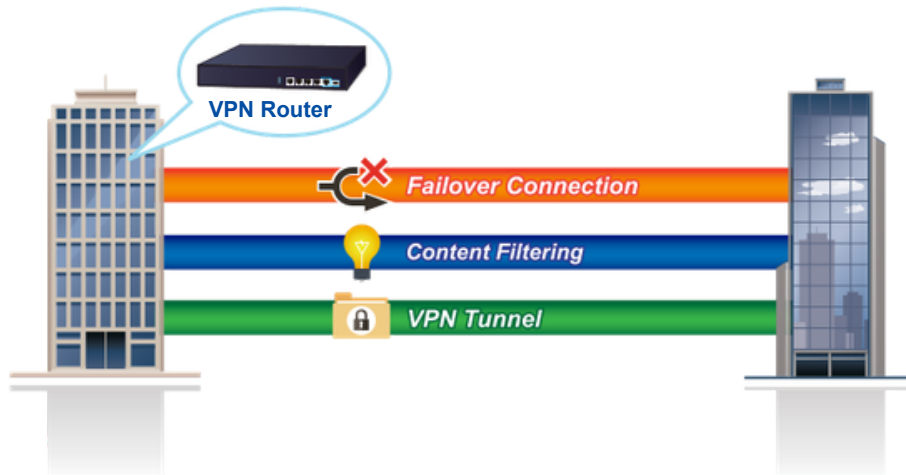 VPN Router
Failover Connection
Content Filtering
VPN Tunnel